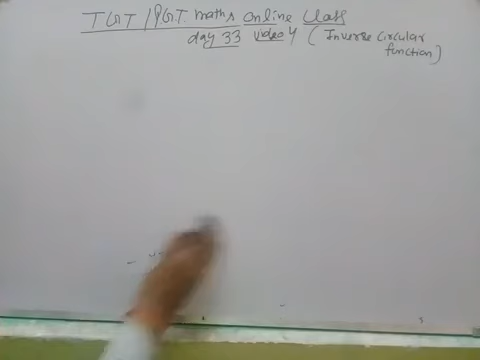 TGT/PGT maths online class
day 33 video 4 (Inverse circular
function)